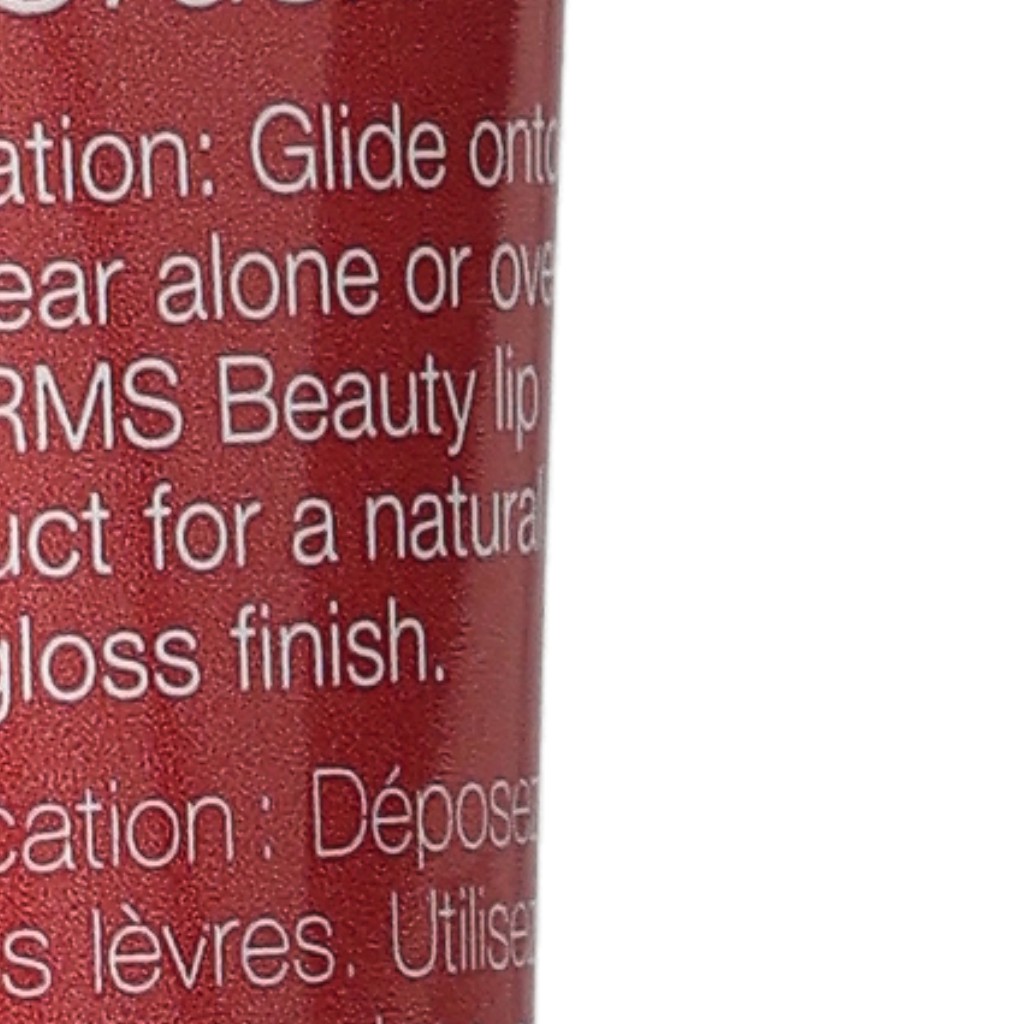 ation: Glide onto
ear alone or ove
RMS Beauty lip
uct for a natural
gloss finish.
cation : Déposez
s lèvres. Utilisez